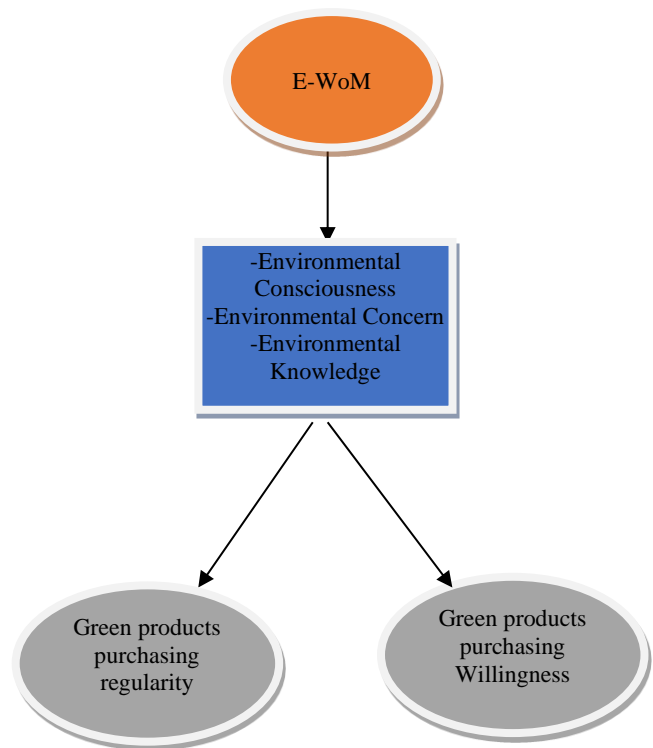 E-WoM
-Environmental
Consciousness
-Environmental Concern
-Environmental
Knowledge
Green products
purchasing
regularity
Green products
purchasing
Willingness